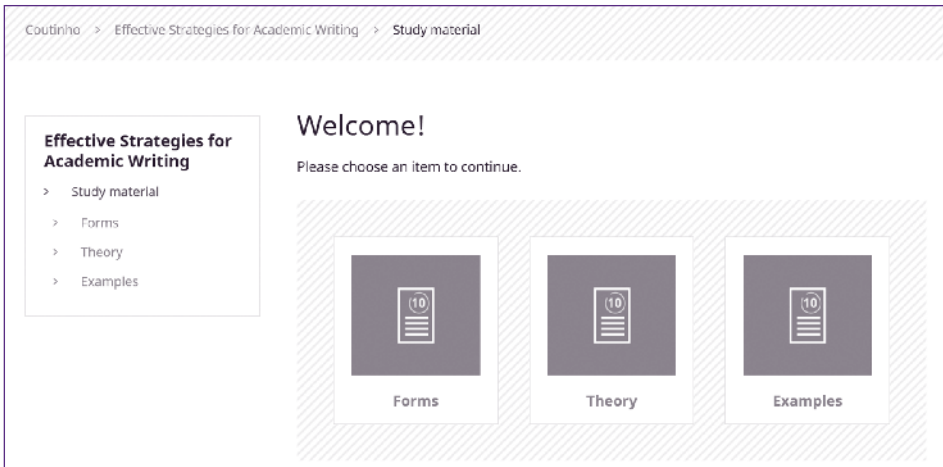 Coutinho > Effective Strategies for Academic Writing > Study material
Effective Strategies for
Academic Writing
> Study material
> Forms
> Theory
> Examples
Welcome!
Please choose an item to continue.
10
10
10
Forms
Theory
Examples